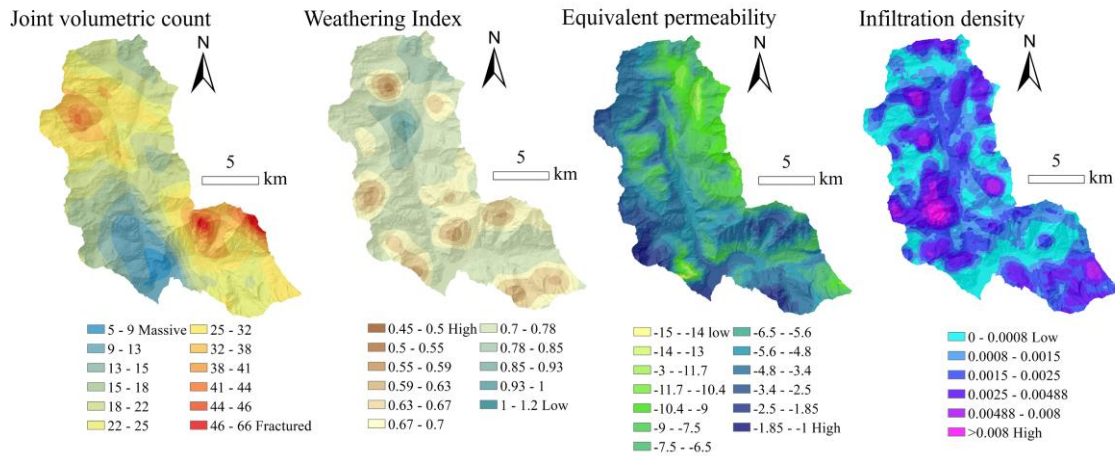 Joint volumetric count
N
5
km
5 - 9 Massive
9 - 13
13 - 15
15 - 18
18 - 22
22 - 25
25 - 32
32 - 38
38 - 41
41 - 44
44 - 46
46 - 66 Fractured
Weathering Index
N
5
km
0.45 - 0.5 High
0.5 - 0.55
0.55 - 0.59
0.59 - 0.63
0.63 - 0.67
0.67 - 0.7
0.7 - 0.78
0.78 - 0.85
0.85 - 0.93
0.93 - 1
1 - 1.2 Low
Equivalent permeability
N
5
km
-15 - -14 low
-14 - -13
-3 - -11.7
-11.7 - -10.4
-10.4 - -9
-9 - -7.5
-7.5 - -6.5
-6.5 - -5.6
-5.6 - -4.8
-4.8 - -3.4
-3.4 - -2.5
-2.5 - -1.85
-1.85 - -1 High
Infiltration density
N
5
km
0 - 0.0008 Low
0.0008 - 0.0015
0.0015 - 0.0025
0.0025 - 0.00488
0.00488 - 0.008
>0.008 High